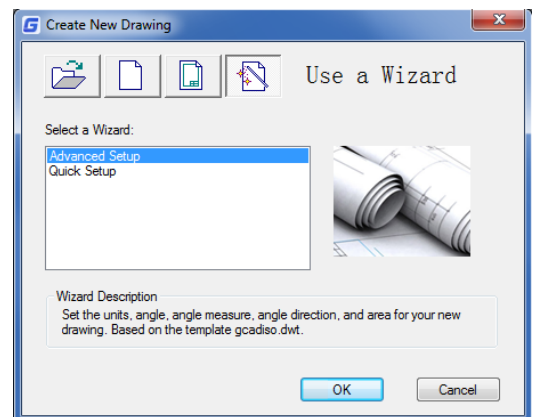 Create New Drawing
Use a Wizard
Select a Wizard:
Advanced Setup
Quick Setup
Wizard Description
Set the units, angle, angle measure, angle direction, and area for your new
drawing. Based on the template gcadiso.dwt.
OK
Cancel